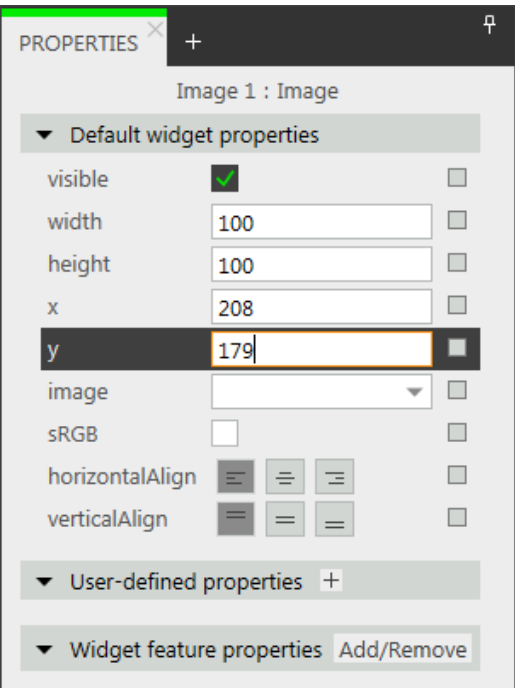 PROPERTIES
Image 1 : Image
Default widget properties
visible
width 100
height 100
x 208
y 179
image
sRGB
horizontalAlign
verticalAlign
User-defined properties +
Widget feature properties Add/Remove